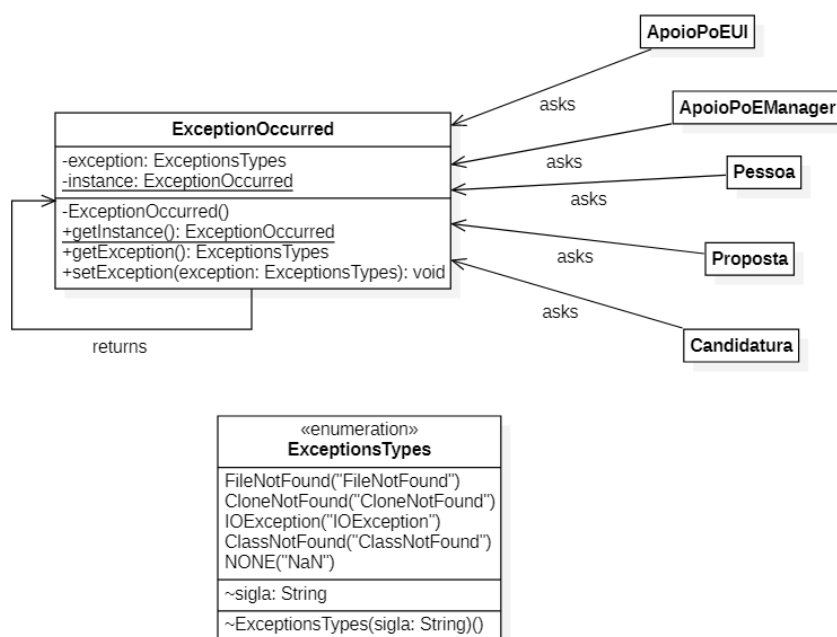 ApoioPoEUI
asks
ExceptionOccurred
ApoioPoEManager
-exception: ExceptionsTypes
-instance: ExceptionOccurred
asks
Pessoa
asks
-ExceptionOccurred()
+getInstance(): ExceptionOccurred
+getException(): ExceptionsTypes
+setException(exception: ExceptionsTypes): void
asks
Proposta
asks
returns
Candidatura
«enumeration»
ExceptionsTypes
FileNotFound("FileNotFound")
CloneNotFound("CloneNotFound")
IOException("IOException")
ClassNotFound("ClassNotFound")
NONE("NaN")
~sigla: String
~ExceptionsTypes(sigla: String)()